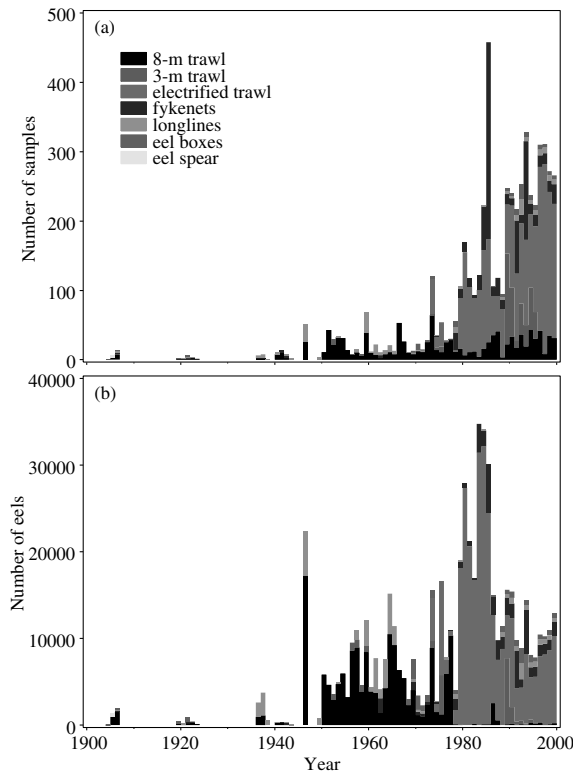 (a)
8-m trawl
3-m trawl
electrified trawl
fykenets
longlines
eel boxes
eel spear
500
400
300
200
100
0
Number of samples
(b)
40000
30000
20000
10000
0
Number of eels
1900 1920 1940 1960 1980 2000
Year